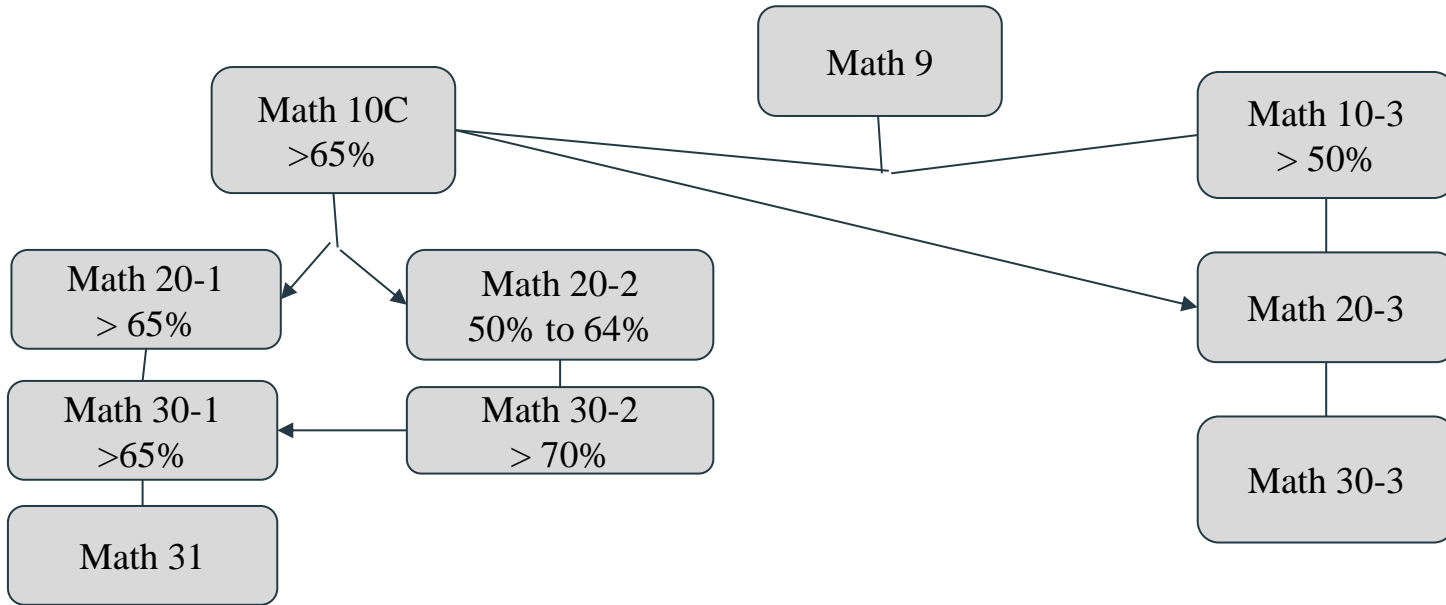 Math 9
Math 10C
>65%
Math 10-3
> 50%
Math 20-1
> 65%
Math 20-2
50% to 64%
Math 20-3
Math 30-1
>65%
Math 30-2
> 70%
Math 30-3
Math 31